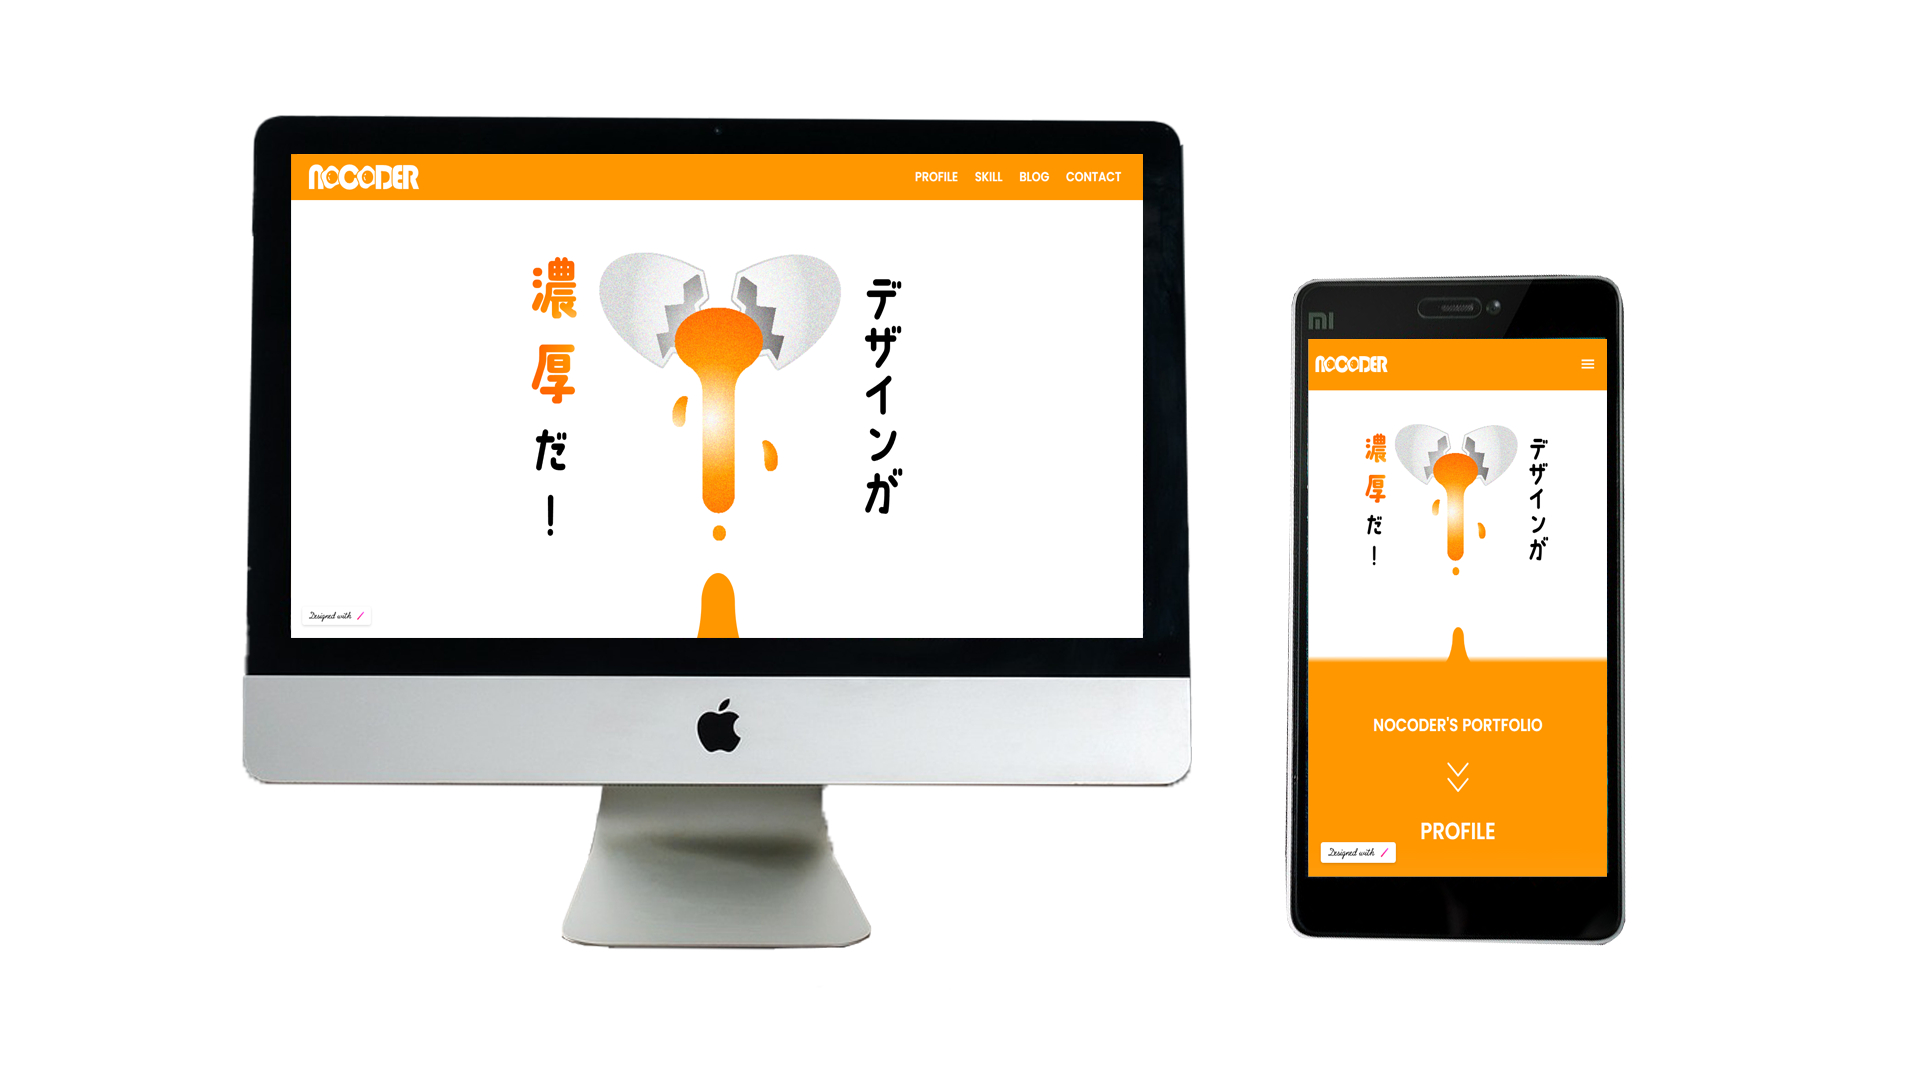 NOCODER
PROFILE SKILL BLOG CONTACT
デザインが
濃厚だ！
Designed with
mi
NOCODER
デザインが
濃厚だ！
NOCODER'S PORTFOLIO
PROFILE
Designed with